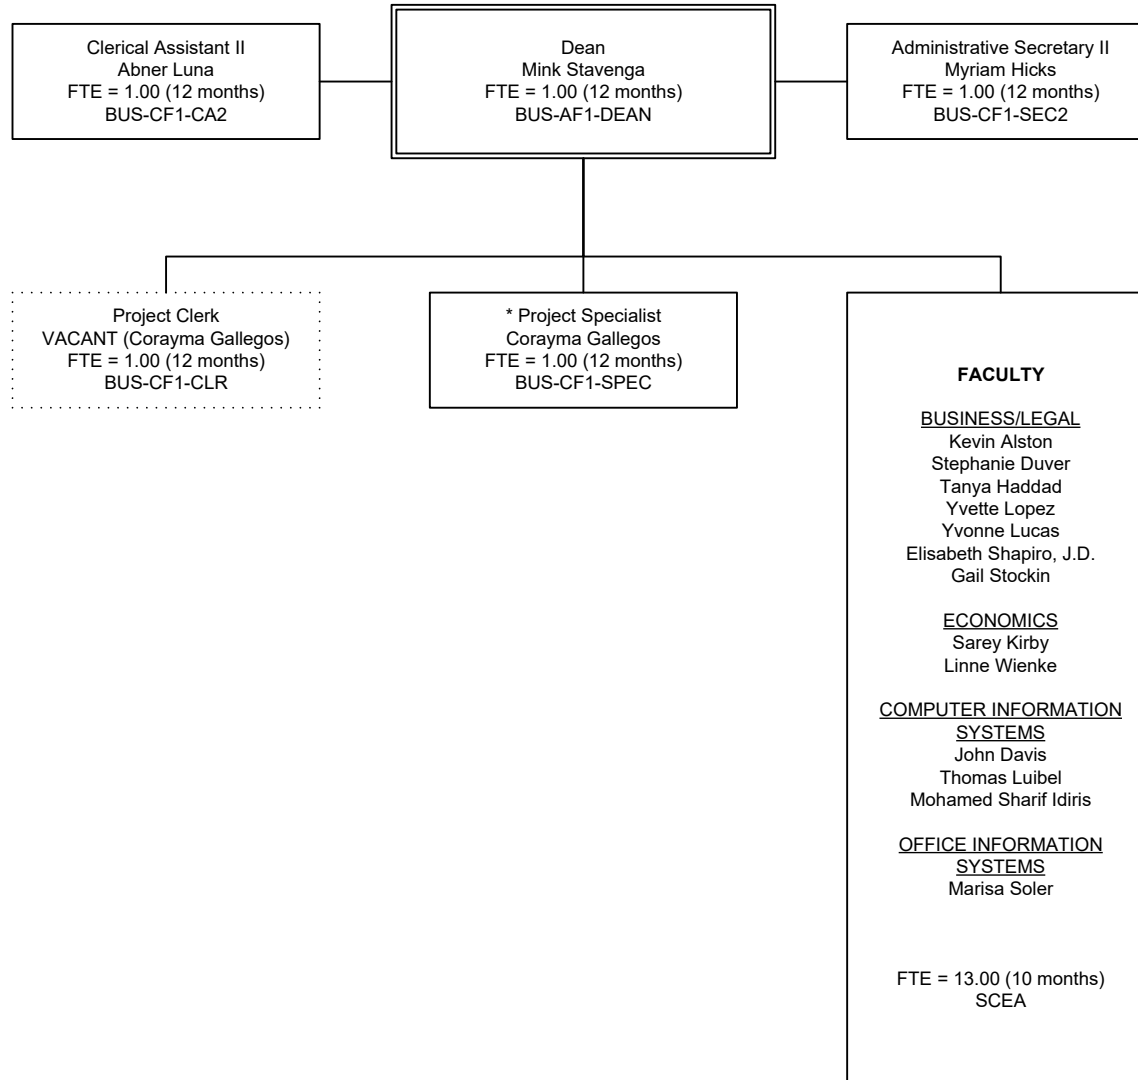 Clerical Assistant II
Abner Luna
FTE = 1.00 (12 months)
BUS-CF1-CA2
Dean
Mink Stavenga
FTE = 1.00 (12 months)
BUS-AF1-DEAN
Administrative Secretary II
Myriam Hicks
FTE = 1.00 (12 months)
BUS-CF1-SEC2
Project Clerk
VACANT (Corayma Gallegos)
FTE = 1.00 (12 months)
BUS-CF1-CLR
* Project Specialist
Corayma Gallegos
FTE = 1.00 (12 months)
BUS-CF1-SPEC
FACULTY
BUSINESS/LEGAL
Kevin Alston
Stephanie Duver
Tanya Haddad
Yvette Lopez
Yvonne Lucas
Elisabeth Shapiro, J.D.
Gail Stockin
ECONOMICS
Sarey Kirby
Linne Wienke
COMPUTER INFORMATION
SYSTEMS
John Davis
Thomas Luibel
Mohamed Sharif Idiris
OFFICE INFORMATION
SYSTEMS
Marisa Soler
FTE = 13.00 (10 months)
SCEA